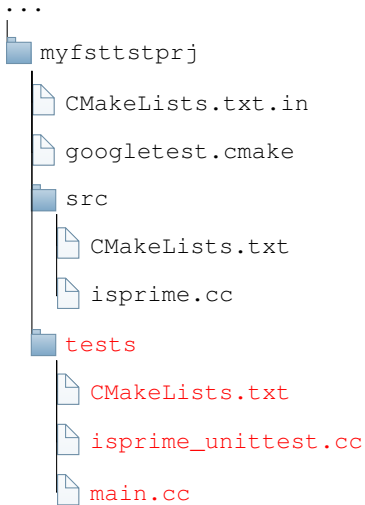 ...
myfsttstprj
CMakeLists.txt.in
googletest.cmake
src
CMakeLists.txt
isprime.cc
tests
CMakeLists.txt
isprime_unittest.cc
main.cc